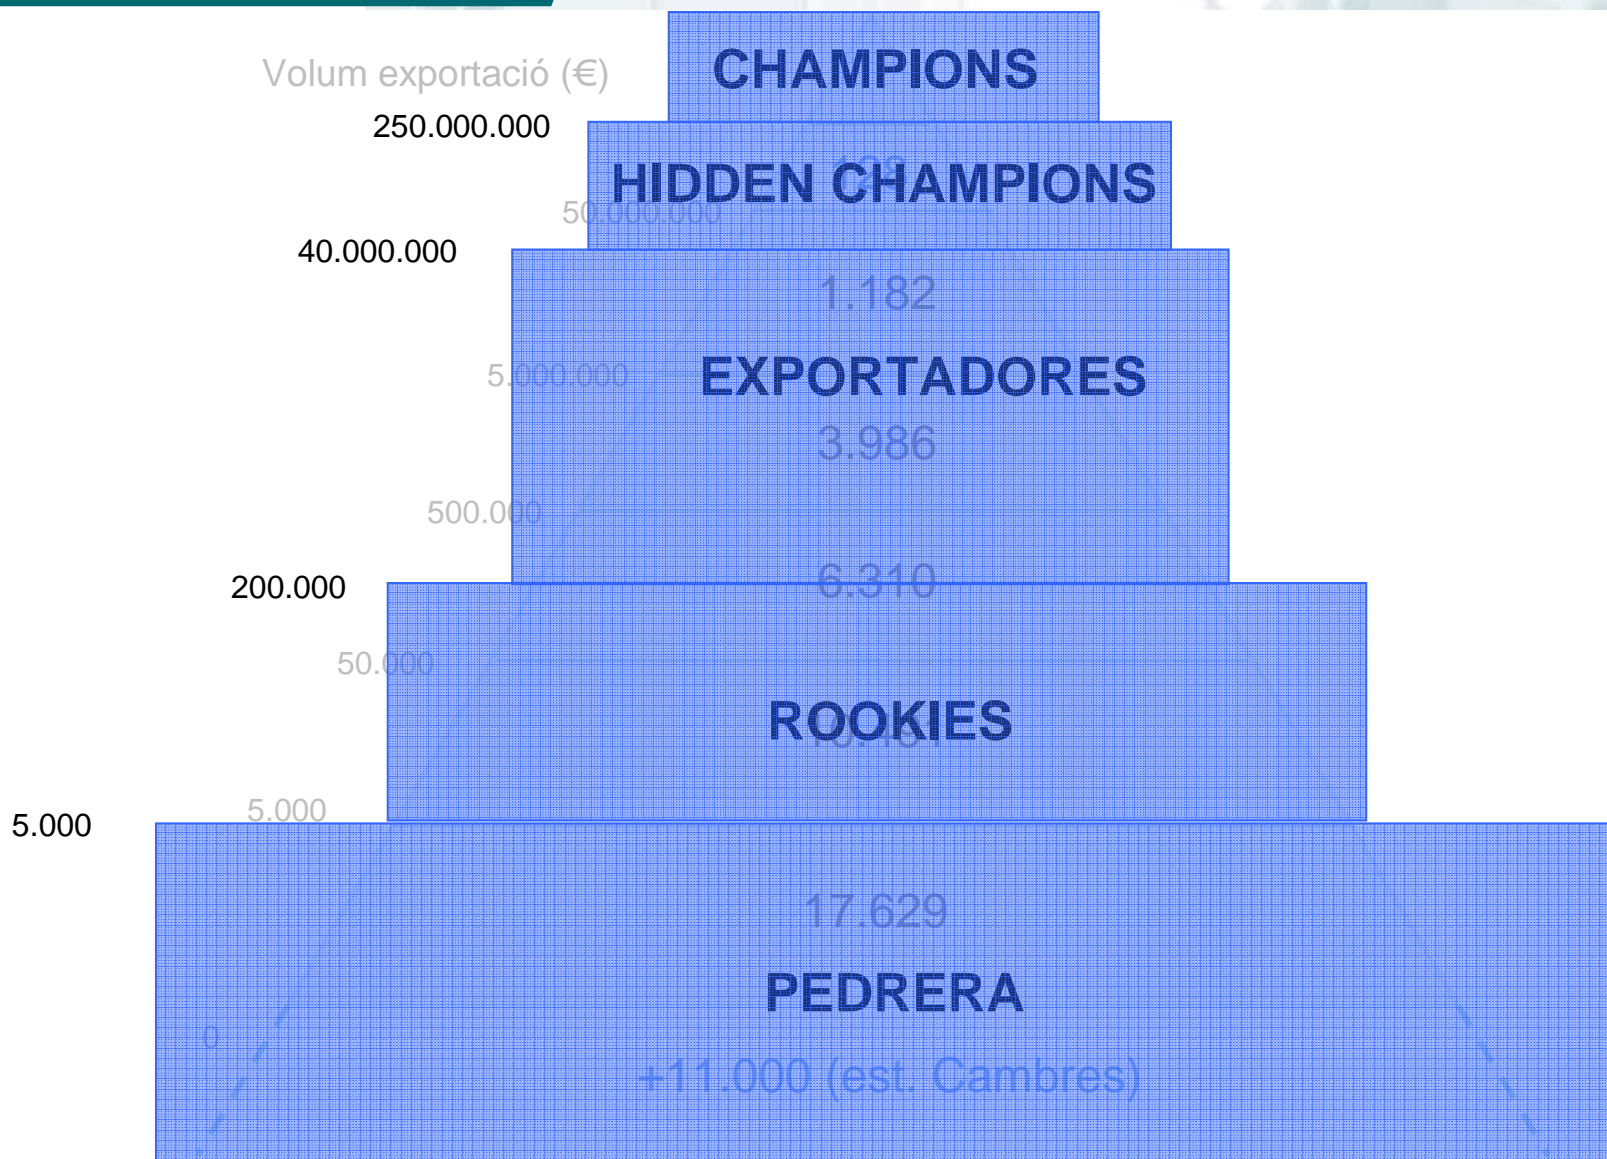 CHAMPIONS
Volum exportació (€)
250.000.000
HIDDEN CHAMPIONS
50.000.000
40.000.000
1.182
5.000.000
EXPORTADORES
3.986
500.000
6.310
200.000
50.000
ROOKIES
5.000
5.000
17.629
PEDRERA
0
+11.000 (est. Cambres)